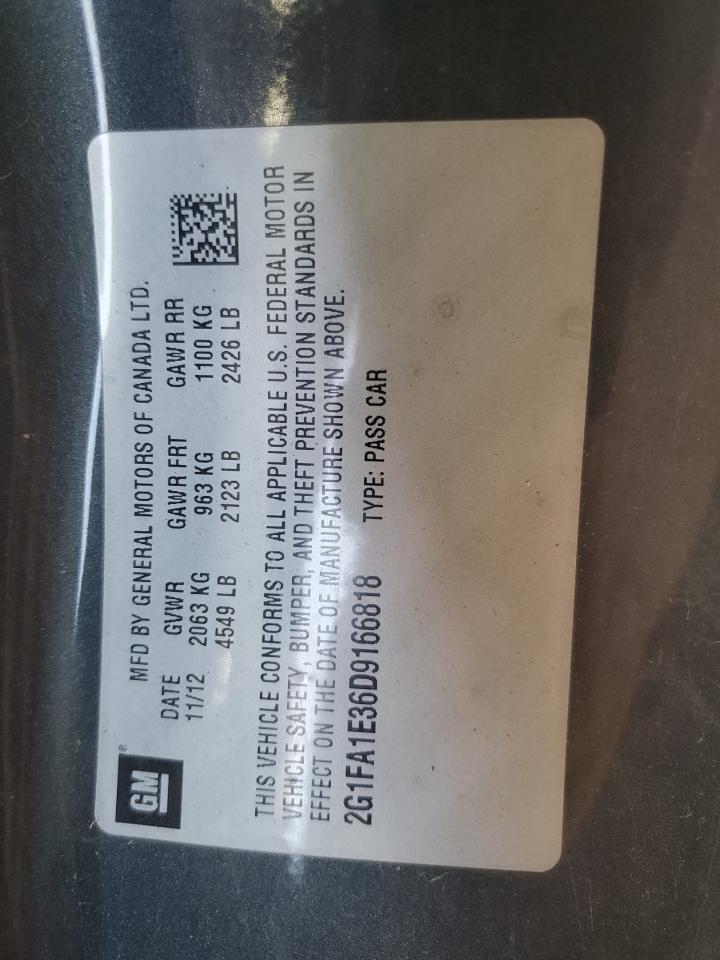 GM®
MFD BY GENERAL MOTORS OF CANADA LTD.
DATE GVWR GAWR FRT GAWR RR
11/12 2063 KG 963 KG 1100 KG
4549 LB 2123 LB 2426 LB
THIS VEHICLE CONFORMS TO ALL APPLICABLE U.S. FEDERAL MOTOR
VEHICLE SAFETY, BUMPER, AND THEFT PREVENTION STANDARDS IN
EFFECT ON THE DATE OF MANUFACTURE SHOWN ABOVE.
2G1FA1E36D9166818 TYPE: PASS CAR